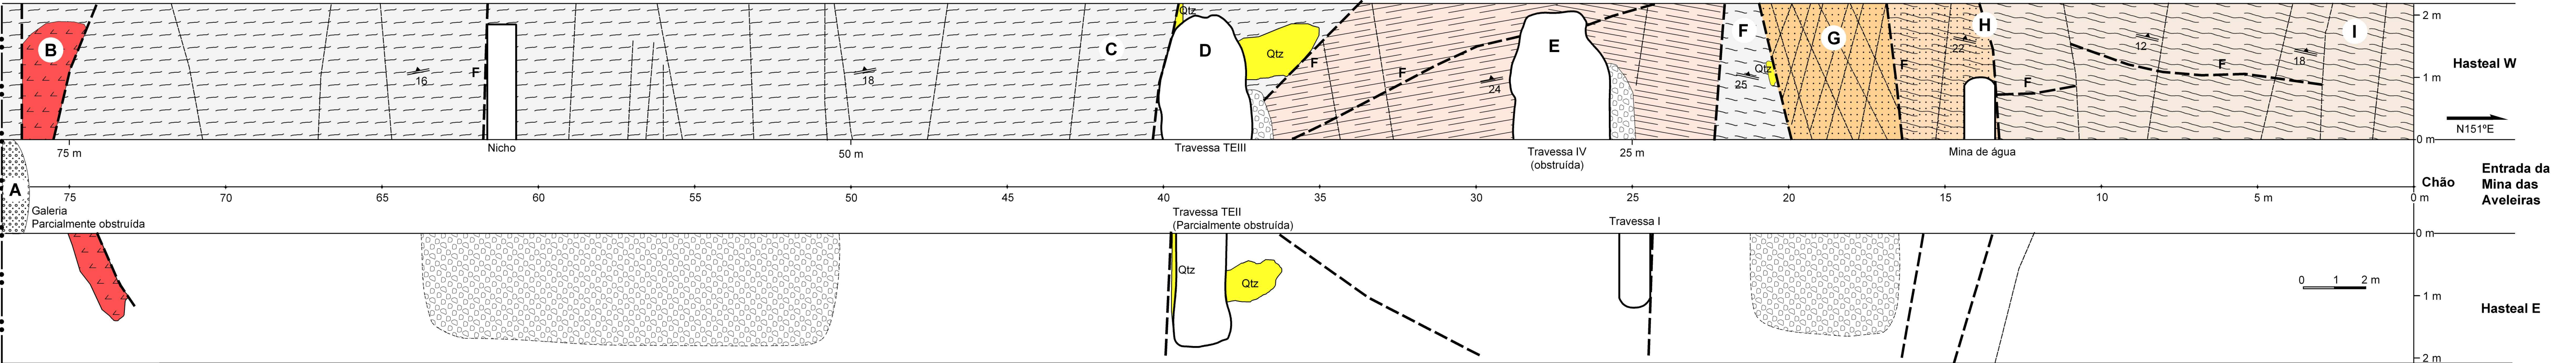 Qtz
2 m
B
C
D
Qtz
E
F
G
H
I
22
12
18
16
F
18
F
F
24
Qtz
25
F
F
F
1 m
Hasteal W
0 m
N151ºE
75 m
Nicho
50 m
Travessa TEIII
Travessa IV
(obstruída)
25 m
Mina de água
A
Chão
Entrada da
Mina das
Aveleiras
75
70
65
60
55
50
45
40
35
30
25
20
15
10
5 m
0 m
Galeria
Parcialmente obstruída
Travessa TEII
(Parcialmente obstruída)
Travessa I
0 m
Qtz
Qtz
0 1 2 m
1 m
Hasteal E
2 m